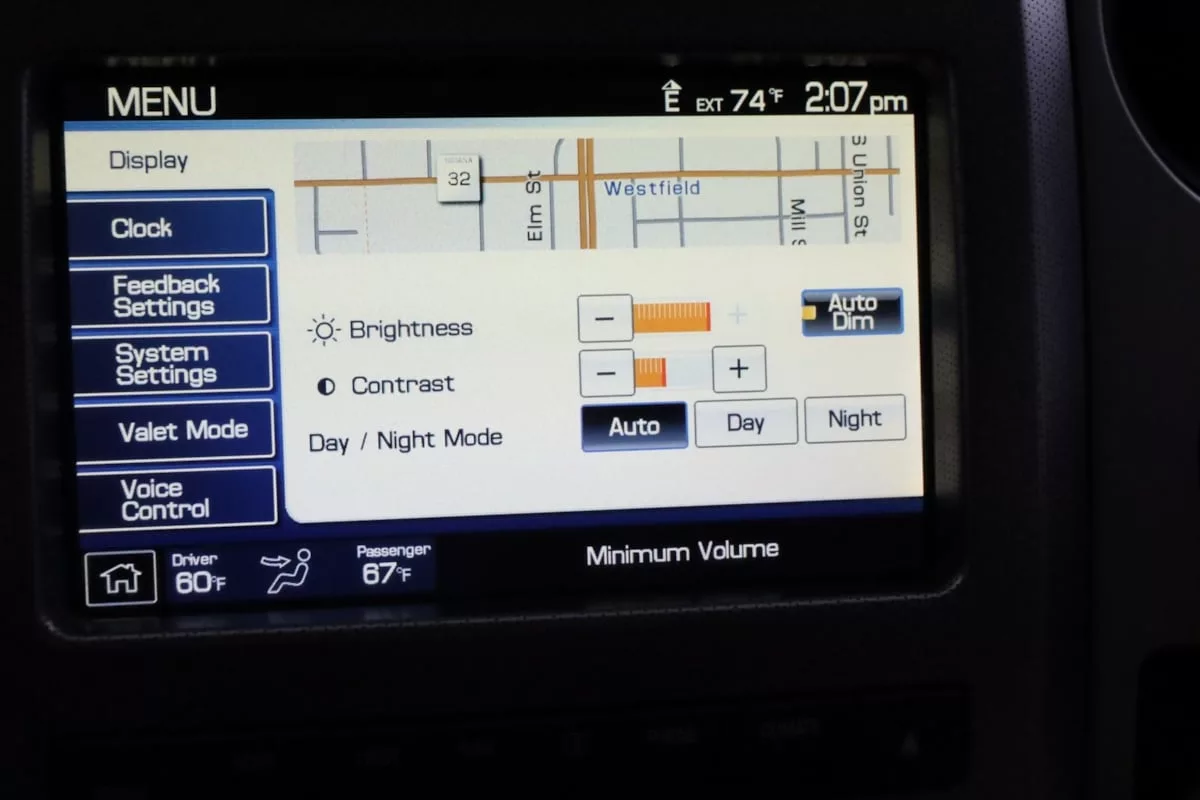 MENU
E EXT 74°F 2:07pm
Display
Clock
Feedback
Settings
System
Settings
Valet Mode
Voice
Control
32
Elm St
Westfield
Mill S
Union St
Brightness
− +
Auto
Dim
Contrast
− +
Day / Night Mode
Auto
Day
Night
Driver
60°F
Passenger
67°F
Minimum Volume